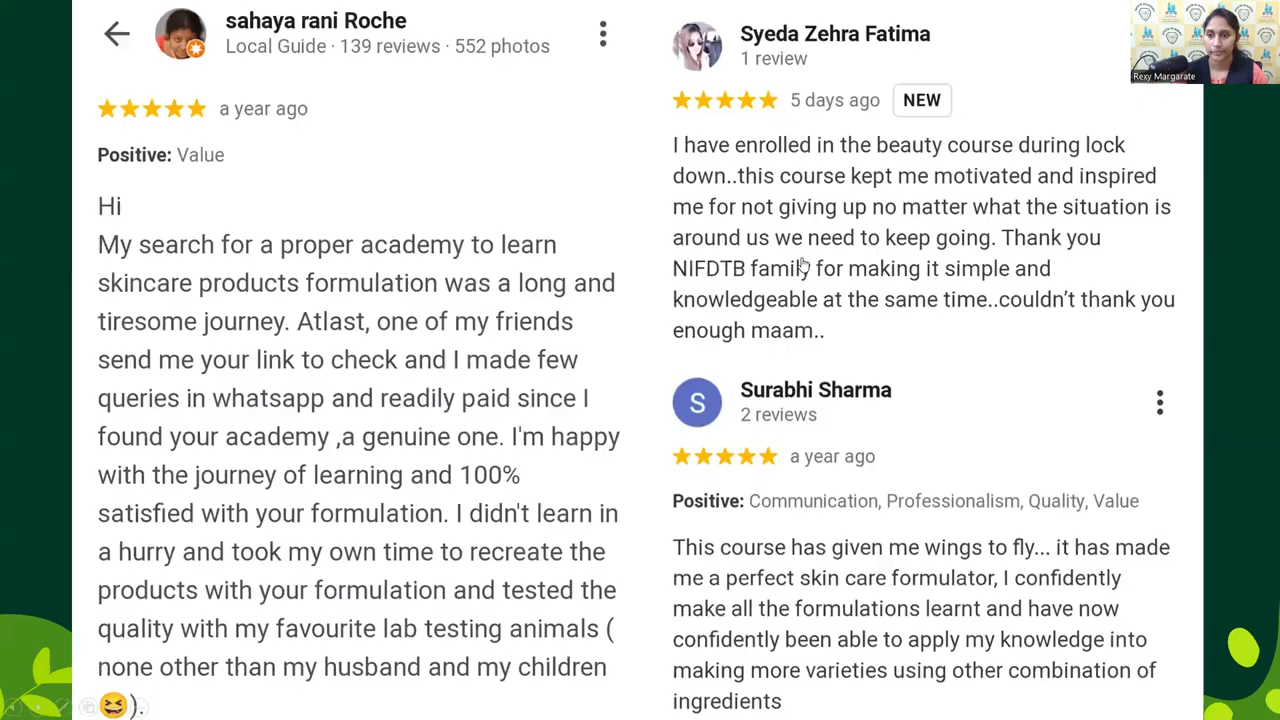 sahaya rani Roche
Local Guide · 139 reviews · 552 photos
a year ago
Positive: Value
Hi
My search for a proper academy to learn
skincare products formulation was a long and
tiresome journey. Atlast, one of my friends
send me your link to check and I made few
queries in whatsapp and readily paid since I
found your academy ,a genuine one. I'm happy
with the journey of learning and 100%
satisfied with your formulation. I didn't learn in
a hurry and took my own time to recreate the
products with your formulation and tested the
quality with my favourite lab testing animals (
none other than my husband and my children
😆).
Syeda Zehra Fatima
1 review
5 days ago NEW
I have enrolled in the beauty course during lock
down..this course kept me motivated and inspired
me for not giving up no matter what the situation is
around us we need to keep going. Thank you
NIFDTB family for making it simple and
knowledgeable at the same time..couldn’t thank you
enough maam..
S
Surabhi Sharma
2 reviews
a year ago
Positive: Communication, Professionalism, Quality, Value
This course has given me wings to fly... it has made
me a perfect skin care formulator, I confidently
make all the formulations learnt and have now
confidently been able to apply my knowledge into
making more varieties using other combination of
ingredients
Rexy Margarate